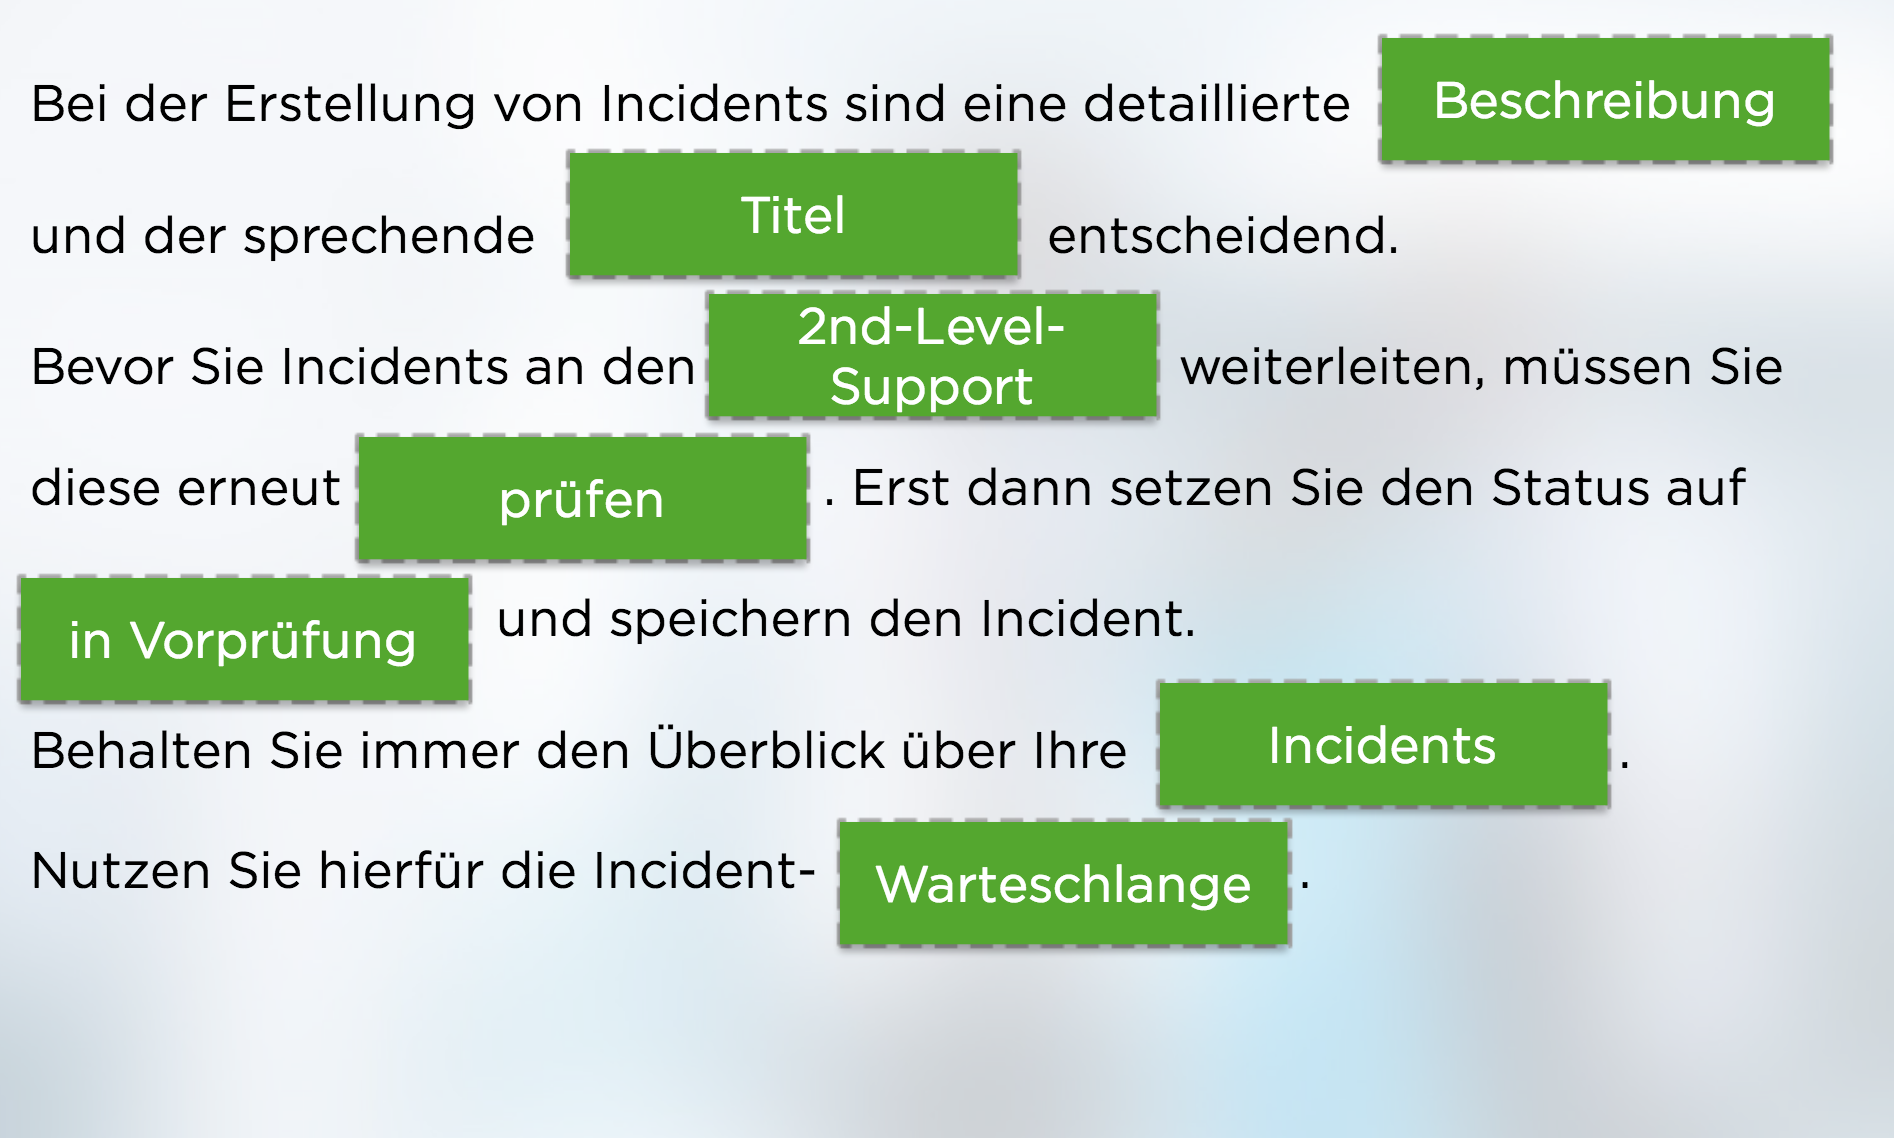 Bei der Erstellung von Incidents sind eine detaillierte Beschreibung
und der sprechende Titel entscheidend.
Bevor Sie Incidents an den 2nd-Level-Support weiterleiten, müssen Sie
diese erneut prüfen . Erst dann setzen Sie den Status auf
in Vorprüfung und speichern den Incident.
Behalten Sie immer den Überblick über Ihre Incidents .
Nutzen Sie hierfür die Incident- Warteschlange .